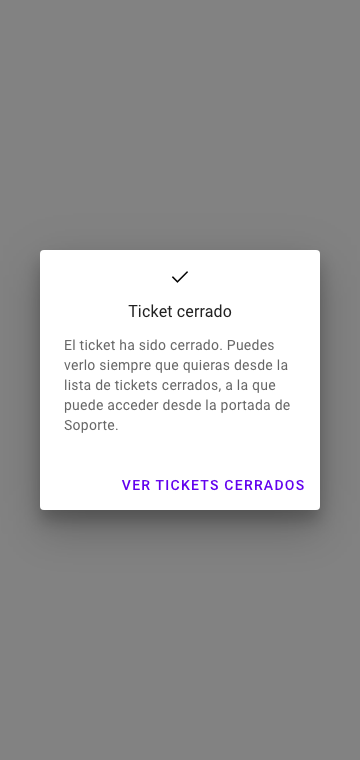 Ticket cerrado
El ticket ha sido cerrado. Puedes
verlo siempre que quieras desde la
lista de tickets cerrados, a la que
puede acceder desde la portada de
Soporte.
VER TICKETS CERRADOS